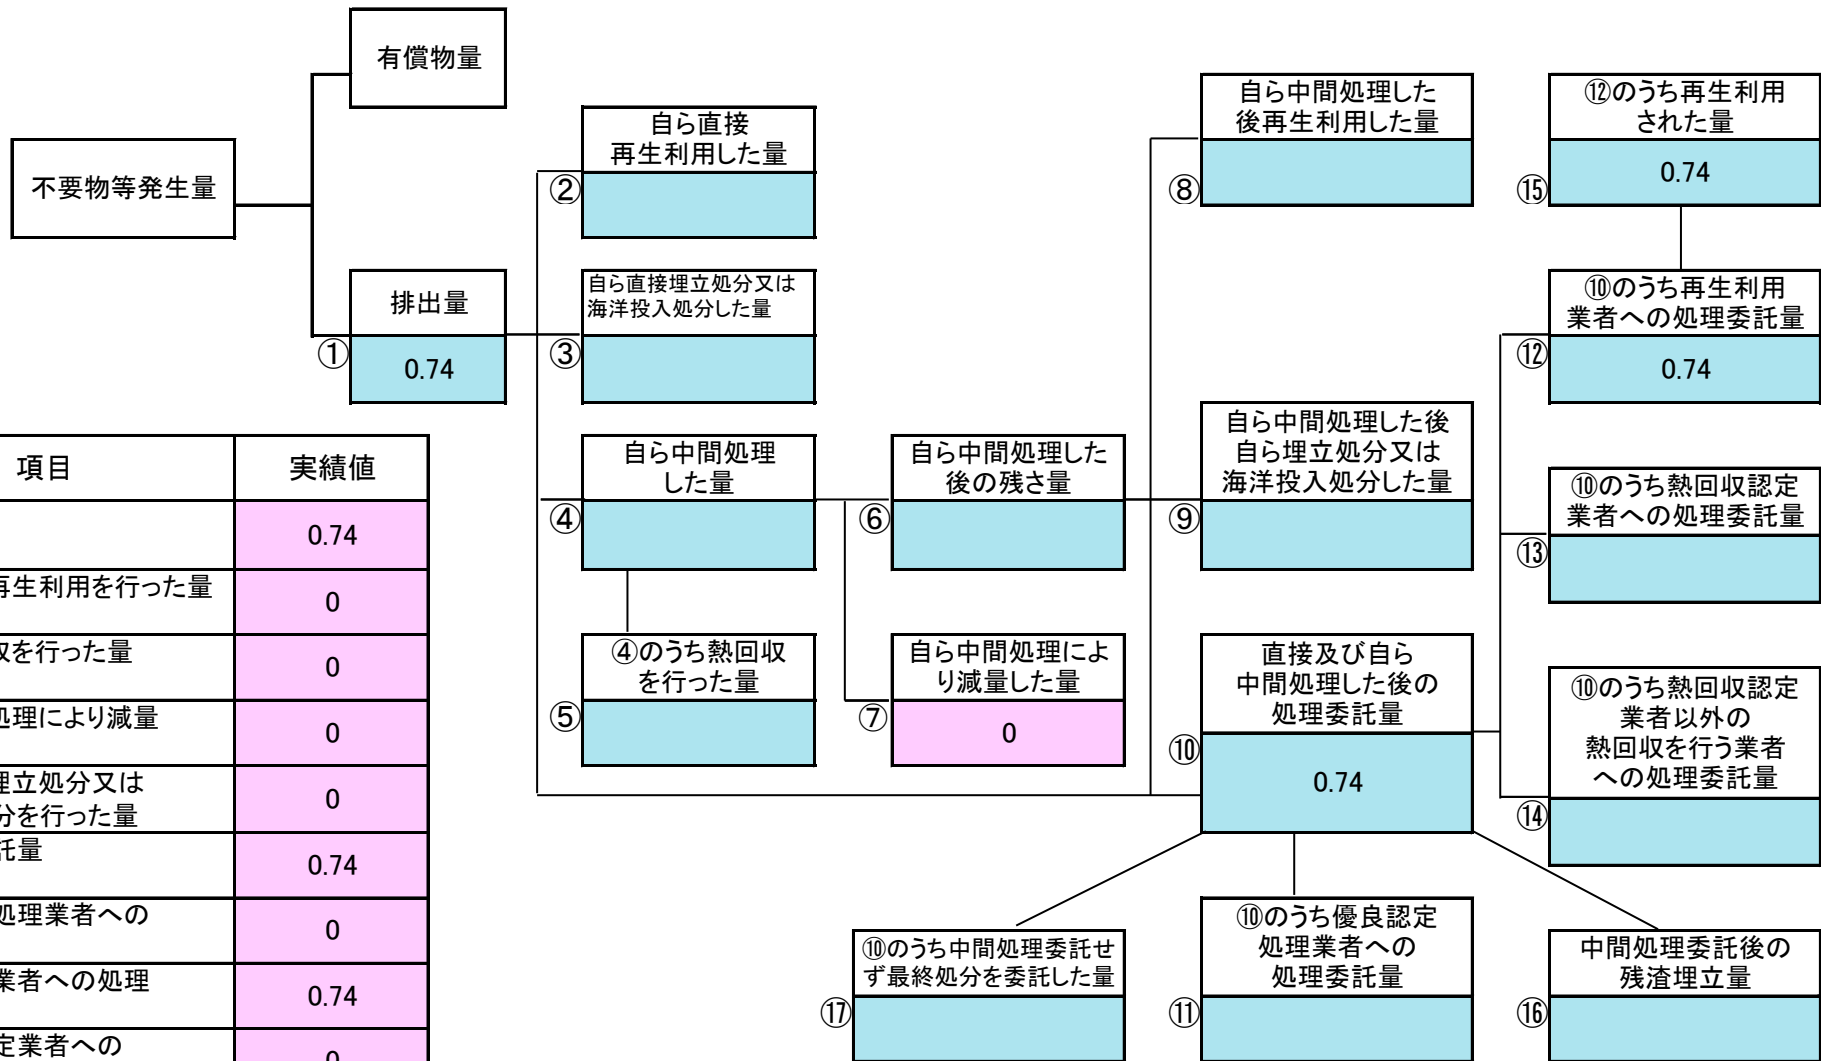 有償物量
不要物等発生量
排出量
①
0.74
自ら直接
再生利用した量
②
自ら直接埋立処分又は
海洋投入処分した量
③
自ら中間処理
した量
④
④のうち熱回収
を行った量
⑤
自ら中間処理した
後の残さ量
⑥
自ら中間処理によ
り減量した量
⑦
0
自ら中間処理した
後再生利用した量
⑧
自ら中間処理した後
自ら埋立処分又は
海洋投入処分した量
⑨
直接及び自ら
中間処理した後の
処理委託量
⑩
0.74
⑫のうち再生利用
された量
⑮
0.74
⑩のうち再生利用
業者への処理委託量
⑫
0.74
⑩のうち熱回収認定
業者への処理委託量
⑬
⑩のうち熱回収認定
業者以外の
熱回収を行う業者
への処理委託量
⑭
⑩のうち中間処理委託せ
ず最終処分を委託した量
⑰
⑩のうち優良認定
処理業者への
処理委託量
⑪
中間処理委託後の
残渣埋立量
⑯
項目 実績値
0.74
再生利用を行った量 0
を行った量 0
処理により減量 0
埋立処分又は
分を行った量 0
託量 0.74
処理業者への 0
業者への処理 0.74
定業者への 0